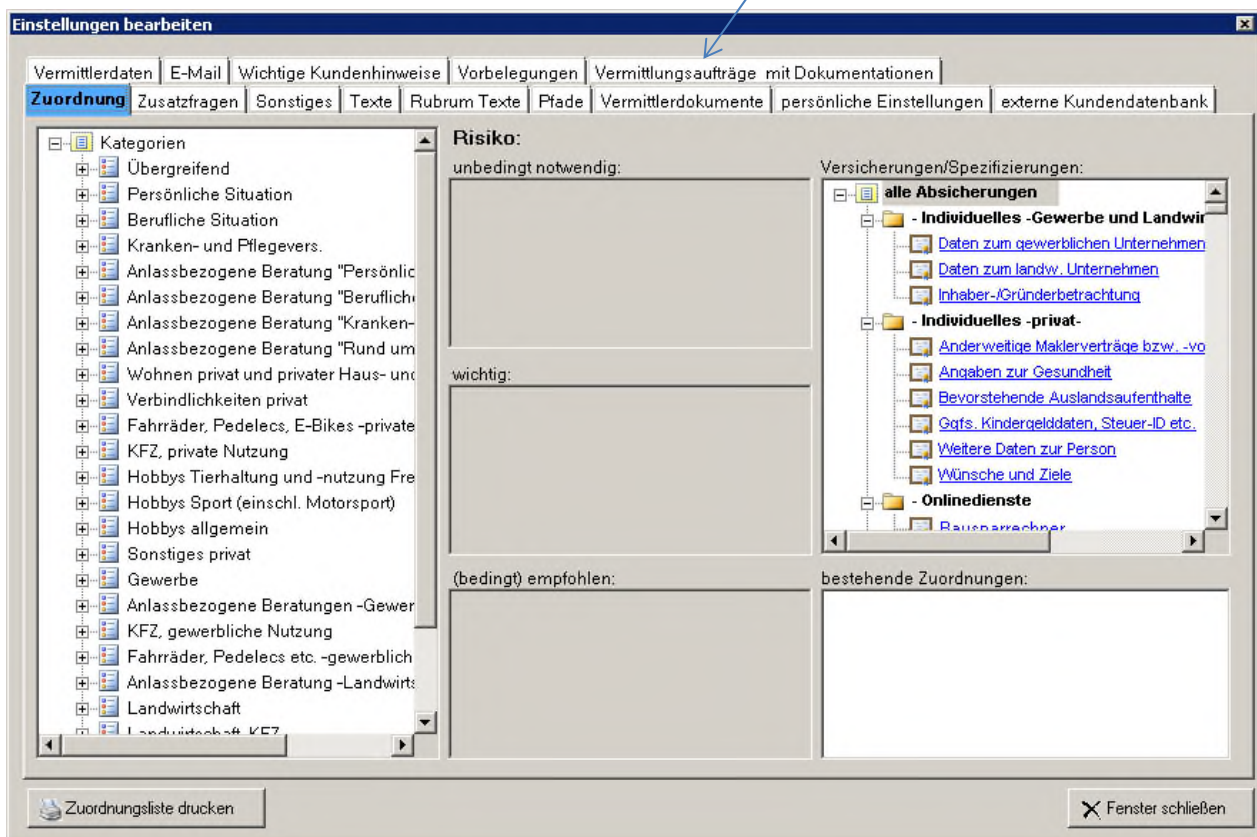 Einstellungen bearbeiten
Vermittlerdaten E-Mail Wichtige Kundenhinweise Vorbelegungen Vermittlungsaufträge mit Dokumentationen
Zuordnung Zusatzfragen Sonstiges Texte Rubrum Texte Pfade Vermittlerdokumente persönliche Einstellungen externe Kundendatenbank
Kategorien
Übergreifend
Persönliche Situation
Berufliche Situation
Kranken- und Pflegevers.
Anlassbezogene Beratung "Persönlic
Anlassbezogene Beratung "Berufliche
Anlassbezogene Beratung "Kranken-
Anlassbezogene Beratung "Rund um
Wohnen privat und privater Haus- und
Verbindlichkeiten privat
Fahrräder, Pedelecs, E-Bikes -private
KFZ, private Nutzung
Hobbys Tierhaltung und -nutzung Fre
Hobbys Sport (einschl. Motorsport)
Hobbys allgemein
Sonstiges privat
Gewerbe
Anlassbezogene Beratungen -Gewer
KFZ, gewerbliche Nutzung
Fahrräder, Pedelecs etc. -gewerblich
Anlassbezogene Beratung -Landwirts
Landwirtschaft
Landwirtschaft, KFZ
Risiko:
unbedingt notwendig:
wichtig:
(bedingt) empfohlen:
Versicherungen/Spezifizierungen:
alle Absicherungen
- Individuelles -Gewerbe und Landwir
Daten zum gewerblichen Unternehmen
Daten zum landw. Unternehmen
Inhaber-/Gründerbetrachtung
- Individuelles -privat-
Anderweitige Maklerverträge bzw. -vo
Angaben zur Gesundheit
Bevorstehende Auslandsaufenthalte
Ggfs. Kindergelddaten, Steuer-ID etc.
Weitere Daten zur Person
Wünsche und Ziele
- Onlinedienste
Bausparrechner
bestehende Zuordnungen:
Zuordnungsliste drucken
Fenster schließen